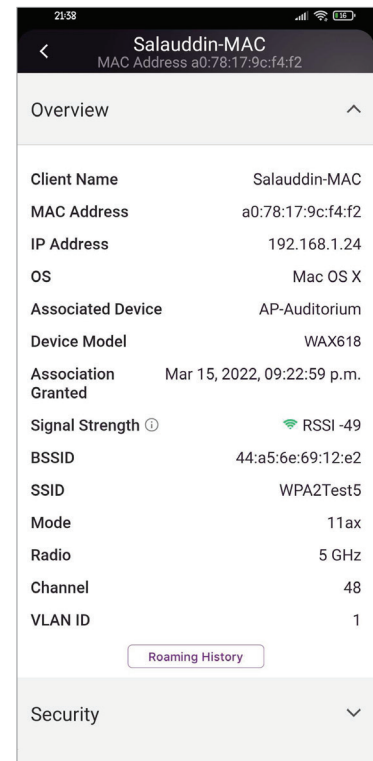 21:38
16
Salauddin-MAC
MAC Address a0:78:17:9c:f4:f2
Overview
Client Name Salauddin-MAC
MAC Address a0:78:17:9c:f4:f2
IP Address 192.168.1.24
OS Mac OS X
Associated Device AP-Auditorium
Device Model WAX618
Association Granted Mar 15, 2022, 09:22:59 p.m.
Signal Strength RSSI -49
BSSID 44:a5:6e:69:12:e2
SSID WPA2Test5
Mode 11ax
Radio 5 GHz
Channel 48
VLAN ID 1
Roaming History
Security